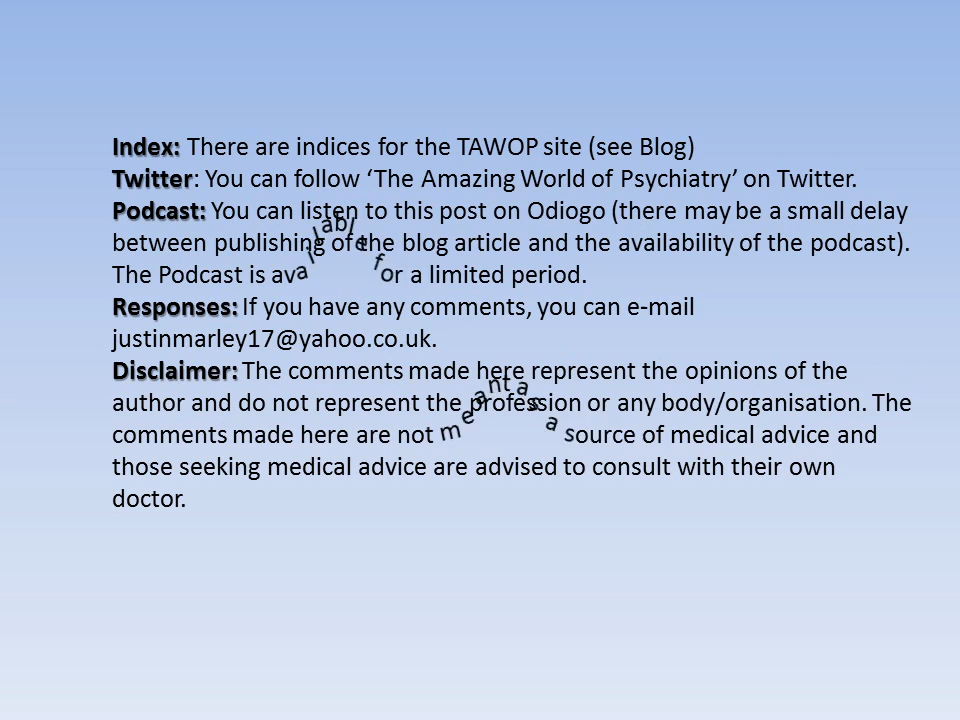 Index: There are indices for the TAWOP site (see Blog)
Twitter: You can follow ‘The Amazing World of Psychiatry’ on Twitter.
Podcast: You can listen to this post on Odiogo (there may be a small delay
between publishing of the blog article and the availability of the podcast).
The Podcast is available for a limited period.
Responses: If you have any comments, you can e-mail
justinmarley17@yahoo.co.uk.
Disclaimer: The comments made here represent the opinions of the
author and do not represent the profession or any body/organisation. The
comments made here are not meant as a source of medical advice and
those seeking medical advice are advised to consult with their own
doctor.